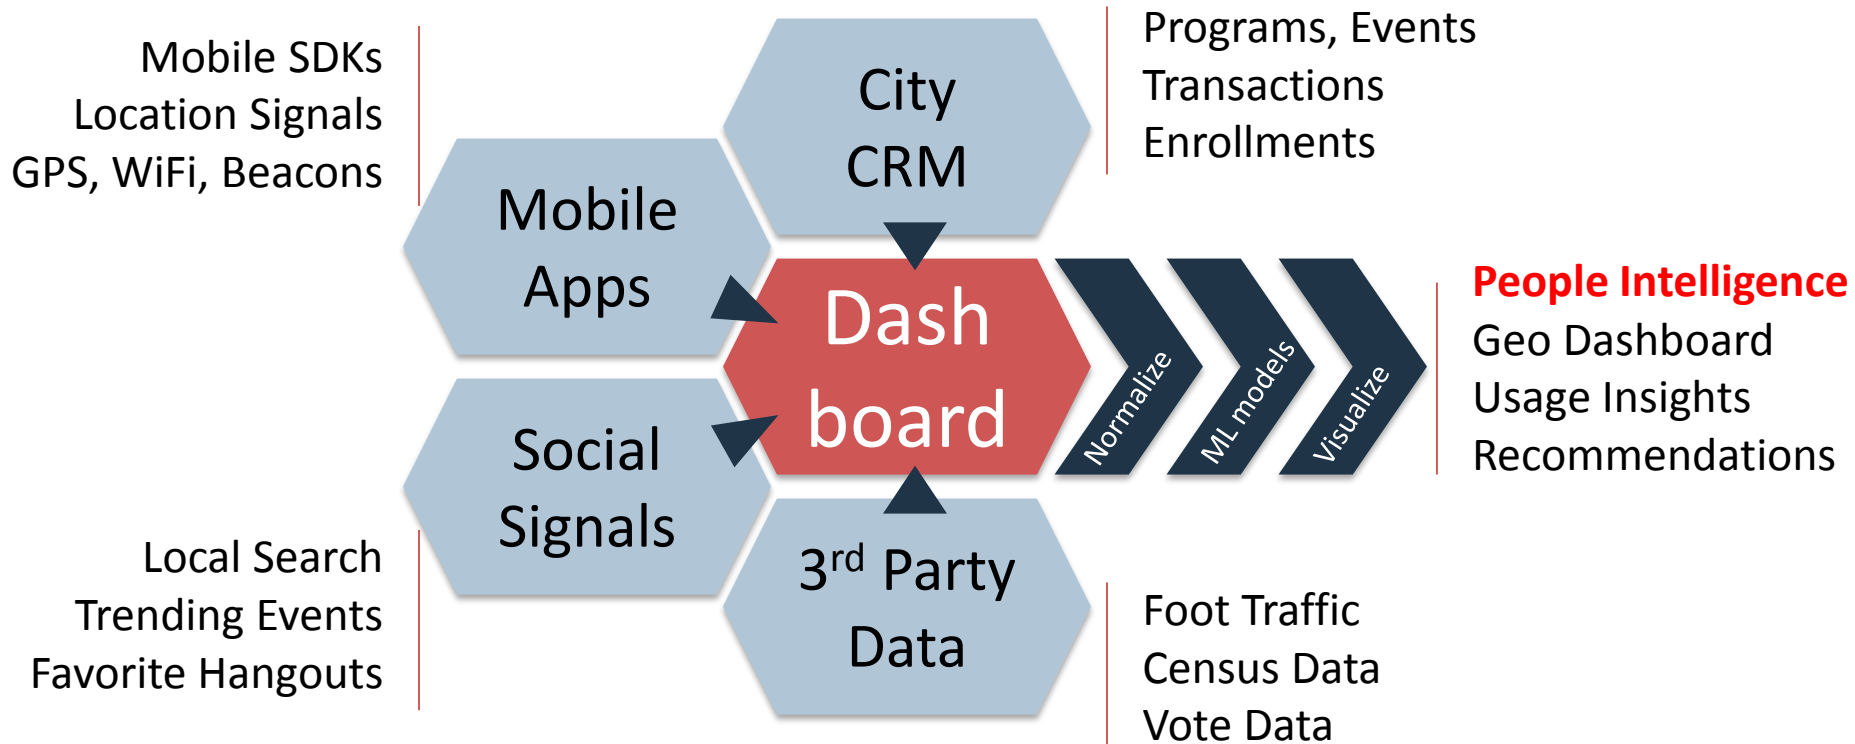 Mobile SDKs
Location Signals
GPS, WiFi, Beacons
Mobile
Apps
City
CRM
Programs, Events
Transactions
Enrollments
Dash
board
Normalize
ML models
Visualize
People Intelligence
Geo Dashboard
Usage Insights
Recommendations
Social
Signals
Local Search
Trending Events
Favorite Hangouts
3rd Party
Data
Foot Traffic
Census Data
Vote Data